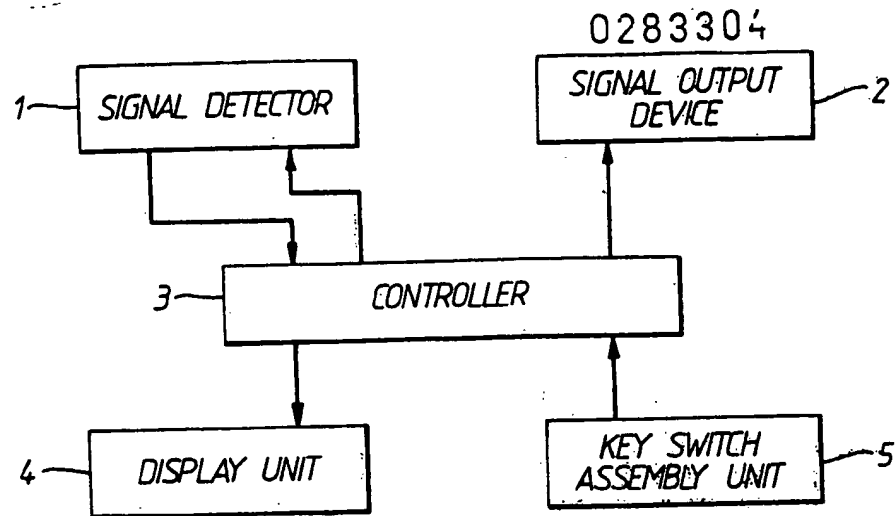 0283304
1
SIGNAL DETECTOR
SIGNAL OUTPUT
DEVICE
2
3
CONTROLLER
4
DISPLAY UNIT
KEY SWITCH
ASSEMBLY UNIT
5